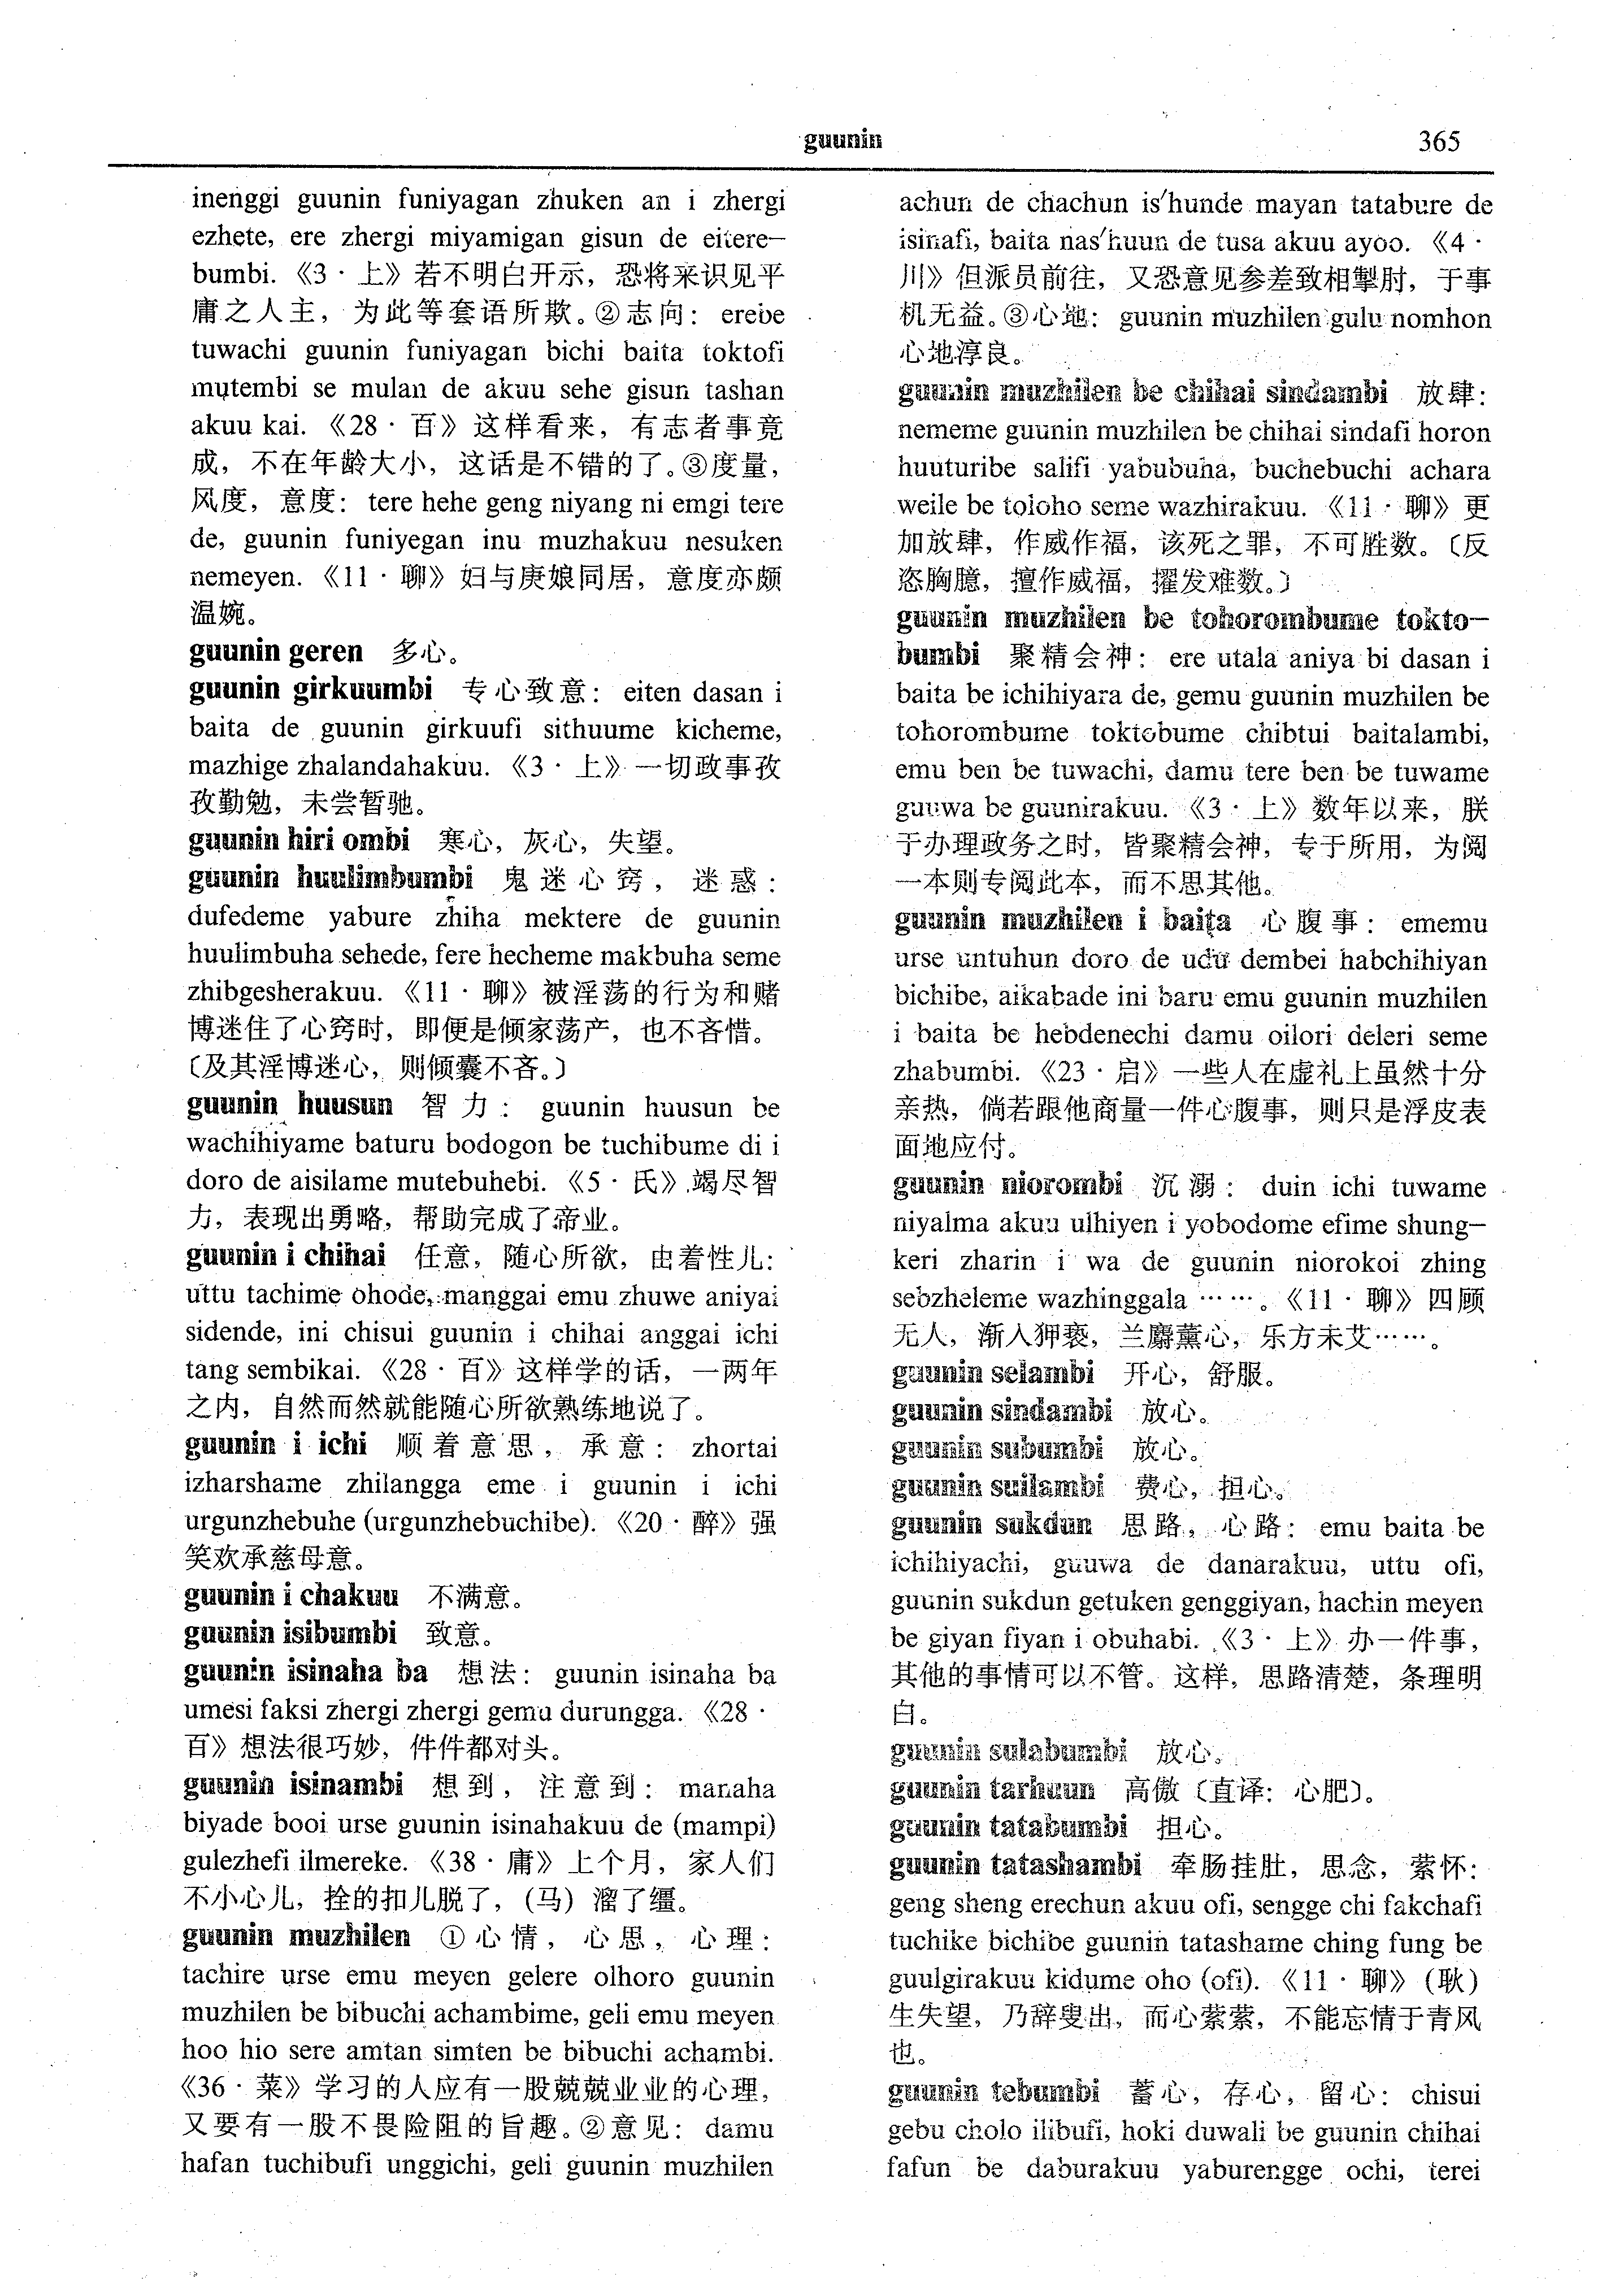 guunin
365
inenggi guunin funiyagan zhuken an i zhergi
ezhete, ere zhergi miyamigan gisun de eitere—
bumbi.《3·上》若不明白开示，恐将来识见平
庸之人主，为此等套语所欺。②志向：erebe
tuwachi guunin funiyagan bichi baita toktofi
mutembi se mulan de akuu sehe gisun tashan
akuu kai.《28·百》这样看来，有志者事竟
成，不在年龄大小，这话是不错的了。③度量，
风度，意度：tere hehe geng niyang ni emgi tere
de, guunin funiyegan inu muzhakuu nesuken
nemeyen.《11·聊》妇与庚娘同居，意度亦颇
温婉。
guunin geren 多心。
guunin girkuumbi 专心致意：eiten dasan i
baita de guunin girkuufi sithuume kicheme,
mazhige zhalandahakuu.《3·上》一切政事孜
孜勤勉，未尝暂驰。
guunin hiri ombi 寒心，灰心，失望。
guunin huulimbumbi 鬼迷心窍，迷惑：
dufedeme yabure zhiha mektere de guunin
huulimbuha sehede, fere hecheme makbuha seme
zhibgesherakuu.《11·聊》被淫荡的行为和赌
博迷住了心窍时，即便是倾家荡产，也不吝惜。
〔及其淫博迷心，则倾囊不吝。〕
guunin huusun 智力：guunin huusun be
wachihiyame baturu bodogon be tuchibume di i
doro de aisilame mutebuhebi.《5·氏》竭尽智
力，表现出勇略，帮助完成了帝业。
guunin i chihai 任意，随心所欲，由着性儿：
uttu tachime ohode, manggai emu zhuwe aniyai
sidende, ini chisui guunin i chihai anggai ichi
tang sembikai.《28·百》这样学的话，一两年
之内，自然而然就能随心所欲熟练地说了。
guunin i ichi 顺着意思，承意：zhortai
izharshame zhilangga eme i guunin i ichi
urgunzhebuhe (urgunzhebuchibe).《20·醉》强
笑欢承慈母意。
guunin i chakuu 不满意。
guunin isibumbi 致意。
guunin isinaha ba 想法：guunin isinaha ba
umesi faksi zhergi zhergi gemu durungga.《28·
百》想法很巧妙，件件都对头。
guunin isinambi 想到，注意到：manaha
biyade booi urse guunin isinahakuu de (mampi)
gulezhefi ilmereke.《38·庸》上个月，家人们
不小心儿，拴的扣儿脱了，(马) 溜了缰。
guunin muzhilen ①心情，心思，心理：
tachire urse emu meyen gelere olhoro guunin
muzhilen be bibuchi achambime, geli emu meyen
hoo hio sere amtan simten be bibuchi achambi.
《36·菜》学习的人应有一股兢兢业业的心理，
又要有一股不畏险阻的旨趣。②意见：damu
hafan tuchibufi unggichi, geli guunin muzhilen
achun de chachun is'hunde mayan tatabure de
isinafi, baita nas'huun de tusa akuu ayoo.《4·
川》但派员前往，又恐意见参差致相掣肘，于事
机无益。③心地：guunin muzhilen gulu nomhon
心地淳良。
guunin muzhilen be chihai sindambi 放肆：
nememe guunin muzhilen be chihai sindafi horon
huuturibe salifi yabubuha, buchebuchi achara
weile be toloho seme wazhirakuu.《11·聊》更
加放肆，作威作福，该死之罪，不可胜数。〔反
恣胸臆，擅作威福，擢发难数。〕
guunin muzhilen be tohorombume tokto—
bumbi 聚精会神：ere utala aniya bi dasan i
baita be ichihiyara de, gemu guunin muzhilen be
tohorombume toktobume chibtui baitalambi,
emu ben be tuwachi, damu tere ben be tuwame
guuwa be guunirakuu.《3·上》数年以来，朕
于办理政务之时，皆聚精会神，专于所用，为阅
一本则专阅此本，而不思其他。
guunin muzhilen i baita 心腹事：ememu
urse untuhun doro de udu dembei habchihiyan
bichibe, aikabade ini baru emu guunin muzhilen
i baita be hebdenechi damu oilori deleri seme
zhabumbi.《23·启》一些人在虚礼上虽然十分
亲热，倘若跟他商量一件心腹事，则只是浮皮表
面地应付。
guunin niorombi 沉溺：duin ichi tuwame
niyalma akuu ulhiyen i yobodome efime shung—
keri zharin i wa de guunin niorokoi zhing
sebzheleme wazhinggala ……。《11·聊》四顾
无人，渐入狎亵，兰麝薰心，乐方未艾……。
guunin selambi 开心，舒服。
guunin sindambi 放心。
guunin subumbi 放心。
guunin suilambi 费心，担心。
guunin sukdun 思路，心路：emu baita be
ichihiyachi, guuwa de danarakuu, uttu ofi,
guunin sukdun getuken genggiyan, hachin meyen
be giyan fiyan i obuhabi.《3·上》办一件事，
其他的事情可以不管。这样，思路清楚，条理明
白。
guunin sulabumbi 放心。
guunin tarhuun 高傲〔直译：心肥〕。
guunin tatabumbi 担心。
guunin tatashambi 牵肠挂肚，思念，萦怀：
geng sheng erechun akuu ofi, sengge chi fakchafi
tuchike bichibe guunin tatashame ching fung be
guulgirakuu kidume oho (ofi).《11·聊》(耿)
生失望，乃辞叟出，而心萦萦，不能忘情于青风
也。
guunin tebumbi 蓄心，存心，留心：chisui
gebu cholo ilibufi, hoki duwali be guunin chihai
fafun be daburakuu yaburengge ochi, terei